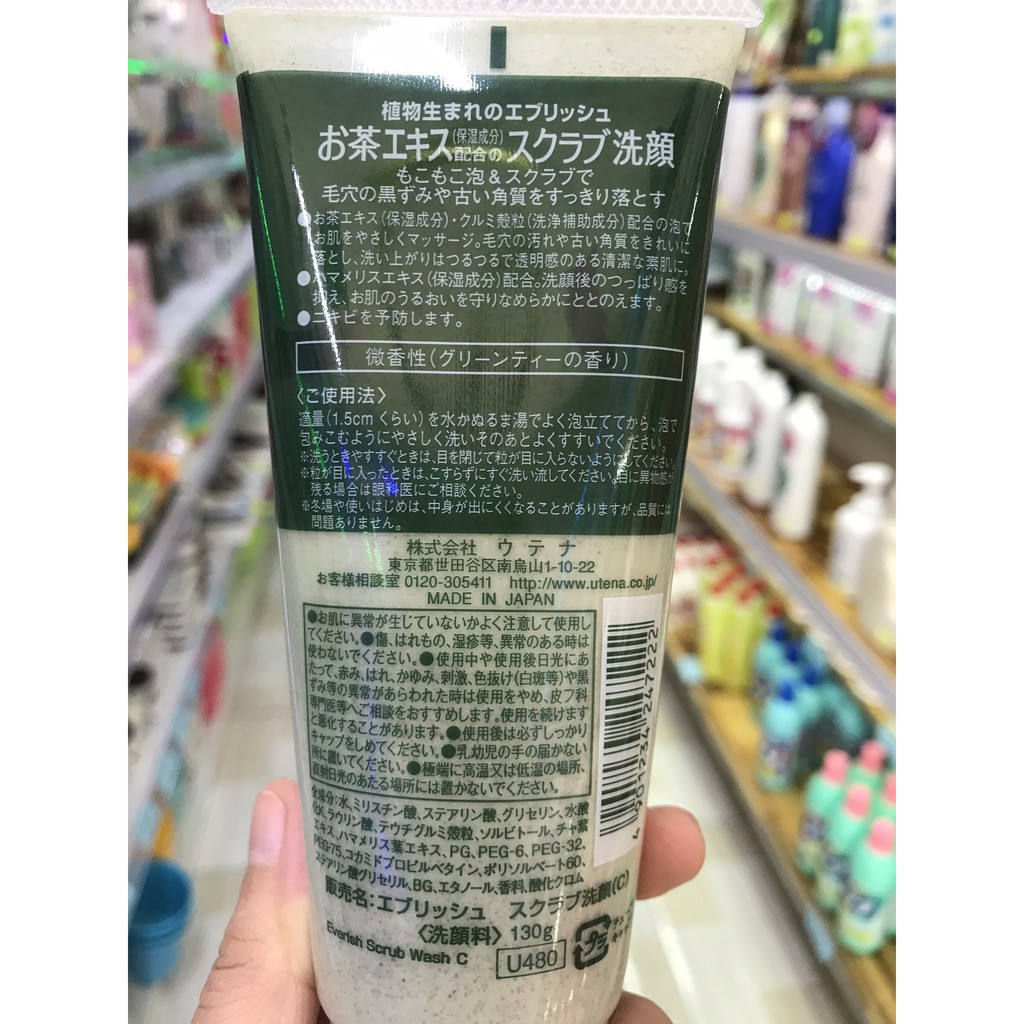 植物生まれのエブリッシュ
お茶エキス(保湿成分)配合のスクラブ洗顔
もこもこ泡&スクラブで
毛穴の黒ずみや古い角質をすっきり落とす
●お茶エキス(保湿成分)・クルミ殻粒(洗浄補助成分)配合の泡で
お肌をやさしくマッサージ。毛穴の汚れや古い角質をきれいに
落とし、洗い上がりはつるつるで透明感のある清潔な素肌に。
●ハマメリスエキス(保湿成分)配合。洗顔後のつっぱり感を
抑え、お肌のうるおいを守りなめらかにととのえます。
●ニキビを予防します。
微香性(グリーンティーの香り)
〈ご使用法〉
適量(1.5cmくらい)を水かぬるま湯でよく泡立ててから、泡で
包みこむようにやさしく洗いそのあとよくすすいでください。
※洗うときやすすぐときは、目を閉じて粒が目に入らないようにしてください。
※粒が目に入ったときは、こすらずにすぐ洗い流してください。目に異物感が
残る場合は眼科医にご相談ください。
※冬場や使いはじめは、中身が出にくくなることがありますが、品質には
問題ありません。
株式会社 ウテナ
東京都世田谷区南烏山1-10-22
お客様相談室 0120-305411 http://www.utena.co.jp/
MADE IN JAPAN
●お肌に異常が生じていないかよく注意して使用し
てください。●傷、はれもの、湿疹等、異常のある時は
使わないでください。●使用中や使用後日光にあ
たって、赤み、はれ、かゆみ、刺激、色抜け(白斑等)や黒
ずみ等の異常があらわれた時は使用をやめ、皮フ科
専門医等へご相談をおすすめします。使用を続けます
と悪化することがあります。●使用後は必ずしっかり
キャップをしめてください。●乳幼児の手の届かない
所に置いてください。●極端に高温又は低温の場所、
直射日光のあたる場所には置かないでください。
全成分:水、ミリスチン酸、ステアリン酸、グリセリン、水酸
化K、ラウリン酸、テウチグルミ殻粒、ソルビトール、チャ葉
エキス、ハマメリス葉エキス、PG、PEG-6、PEG-32、
PEG-75、コカミドプロピルベタイン、ポリソルベート60、
ステアリン酸グリセリル、BG、エタノール、香料、酸化クロム
販売名:エブリッシュ スクラブ洗顔(C)
〈洗顔料〉 130g
Everish Scrub Wash C
U480
プラ
4 901234 247222